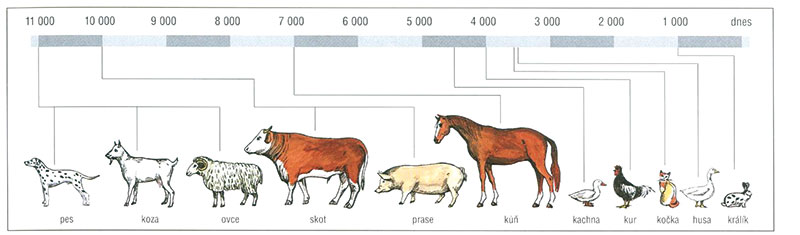 11 000 10 000 9 000 8 000 7 000 6 000 5 000 4 000 3 000 2 000 1 000 dnes
pes koza ovce skot prase kůň kachna kur kočka husa králík